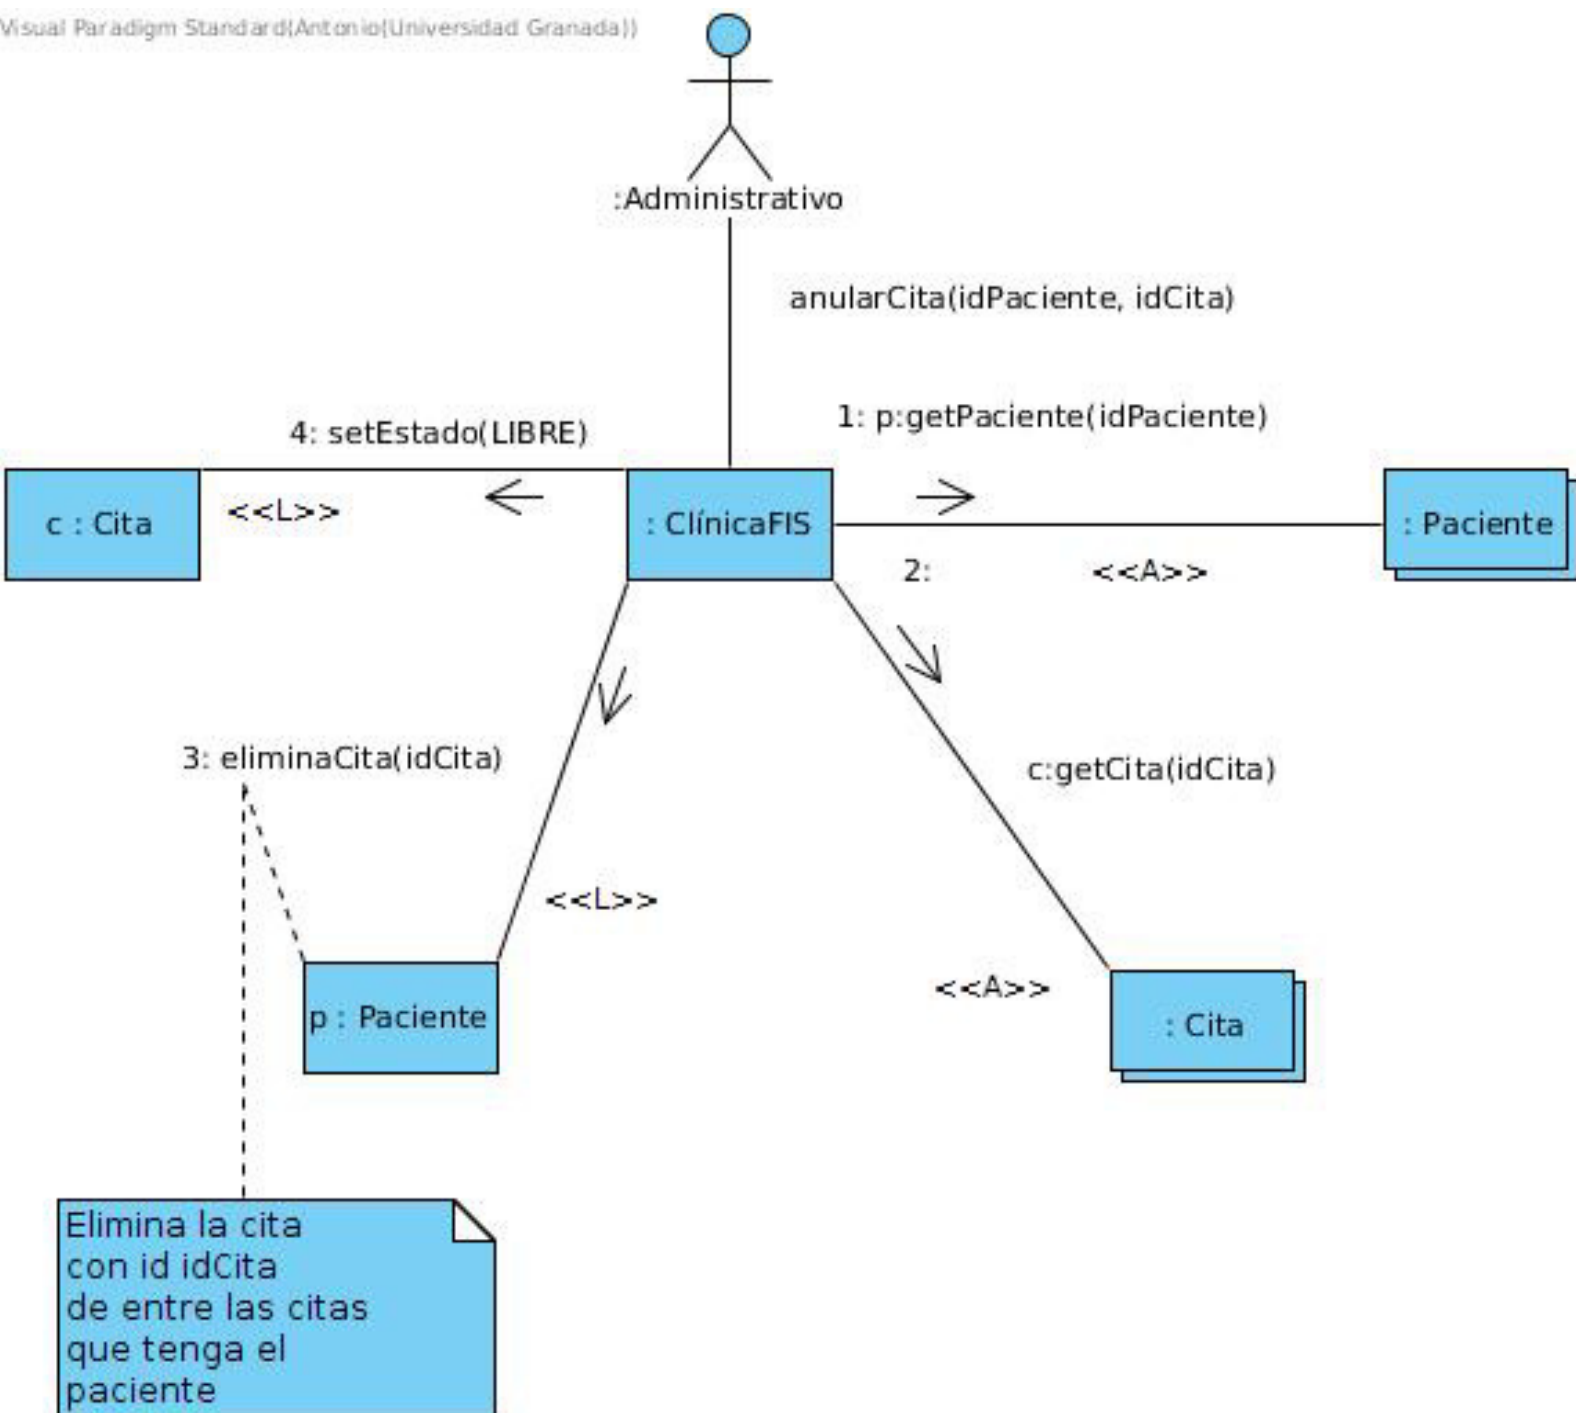 Visual Paradigm Standard(Antonio(Universidad Granada))
:Administrativo
anularCita(idPaciente, idCita)
1: p:getPaciente(idPaciente)
4: setEstado(LIBRE)
c : Cita
<<L>>
: ClínicaFIS
: Paciente
2:
<<A>>
3: eliminaCita(idCita)
c:getCita(idCita)
<<L>>
<<A>>
p : Paciente
: Cita
Elimina la cita
con id idCita
de entre las citas
que tenga el
paciente